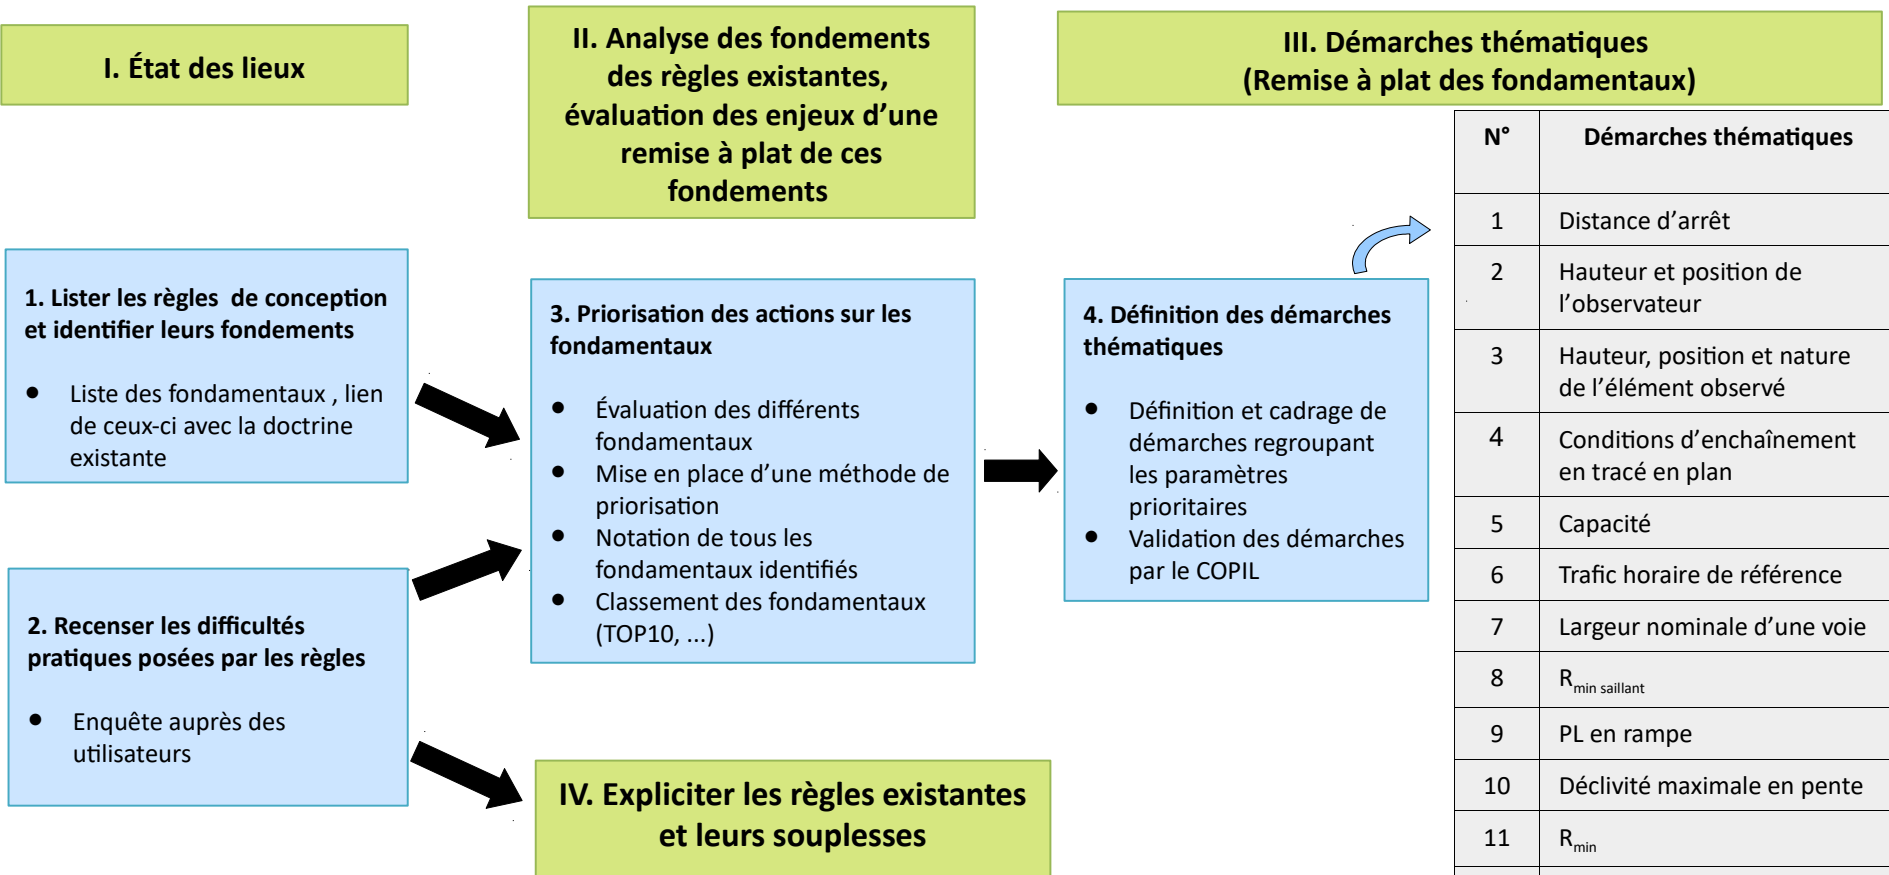 I. État des lieux
II. Analyse des fondements
des règles existantes,
évaluation des enjeux d’une
remise à plat de ces
fondements
III. Démarches thématiques
(Remise à plat des fondamentaux)
1. Lister les règles  de conception
et identifier leurs fondements
● Liste des fondamentaux , lien
de ceux-ci avec la doctrine
existante
2. Recenser les difficultés
pratiques posées par les règles
● Enquête auprès des
utilisateurs
3. Priorisation des actions sur les
fondamentaux
● Évaluation des différents
fondamentaux
● Mise en place d’une méthode de
priorisation
● Notation de tous les
fondamentaux identifiés
● Classement des fondamentaux
(TOP10, ...)
IV. Expliciter les règles existantes
et leurs souplesses
4. Définition des démarches
thématiques
● Définition et cadrage de
démarches regroupant
les paramètres
prioritaires
● Validation des démarches
par le COPIL
N° Démarches thématiques
1 Distance d’arrêt
2 Hauteur et position de
l’observateur
3 Hauteur, position et nature
de l’élément observé
4 Conditions d’enchaînement
en tracé en plan
5 Capacité
6 Trafic horaire de référence
7 Largeur nominale d’une voie
8 Rmin saillant
9 PL en rampe
10 Déclivité maximale en pente
11 Rmin